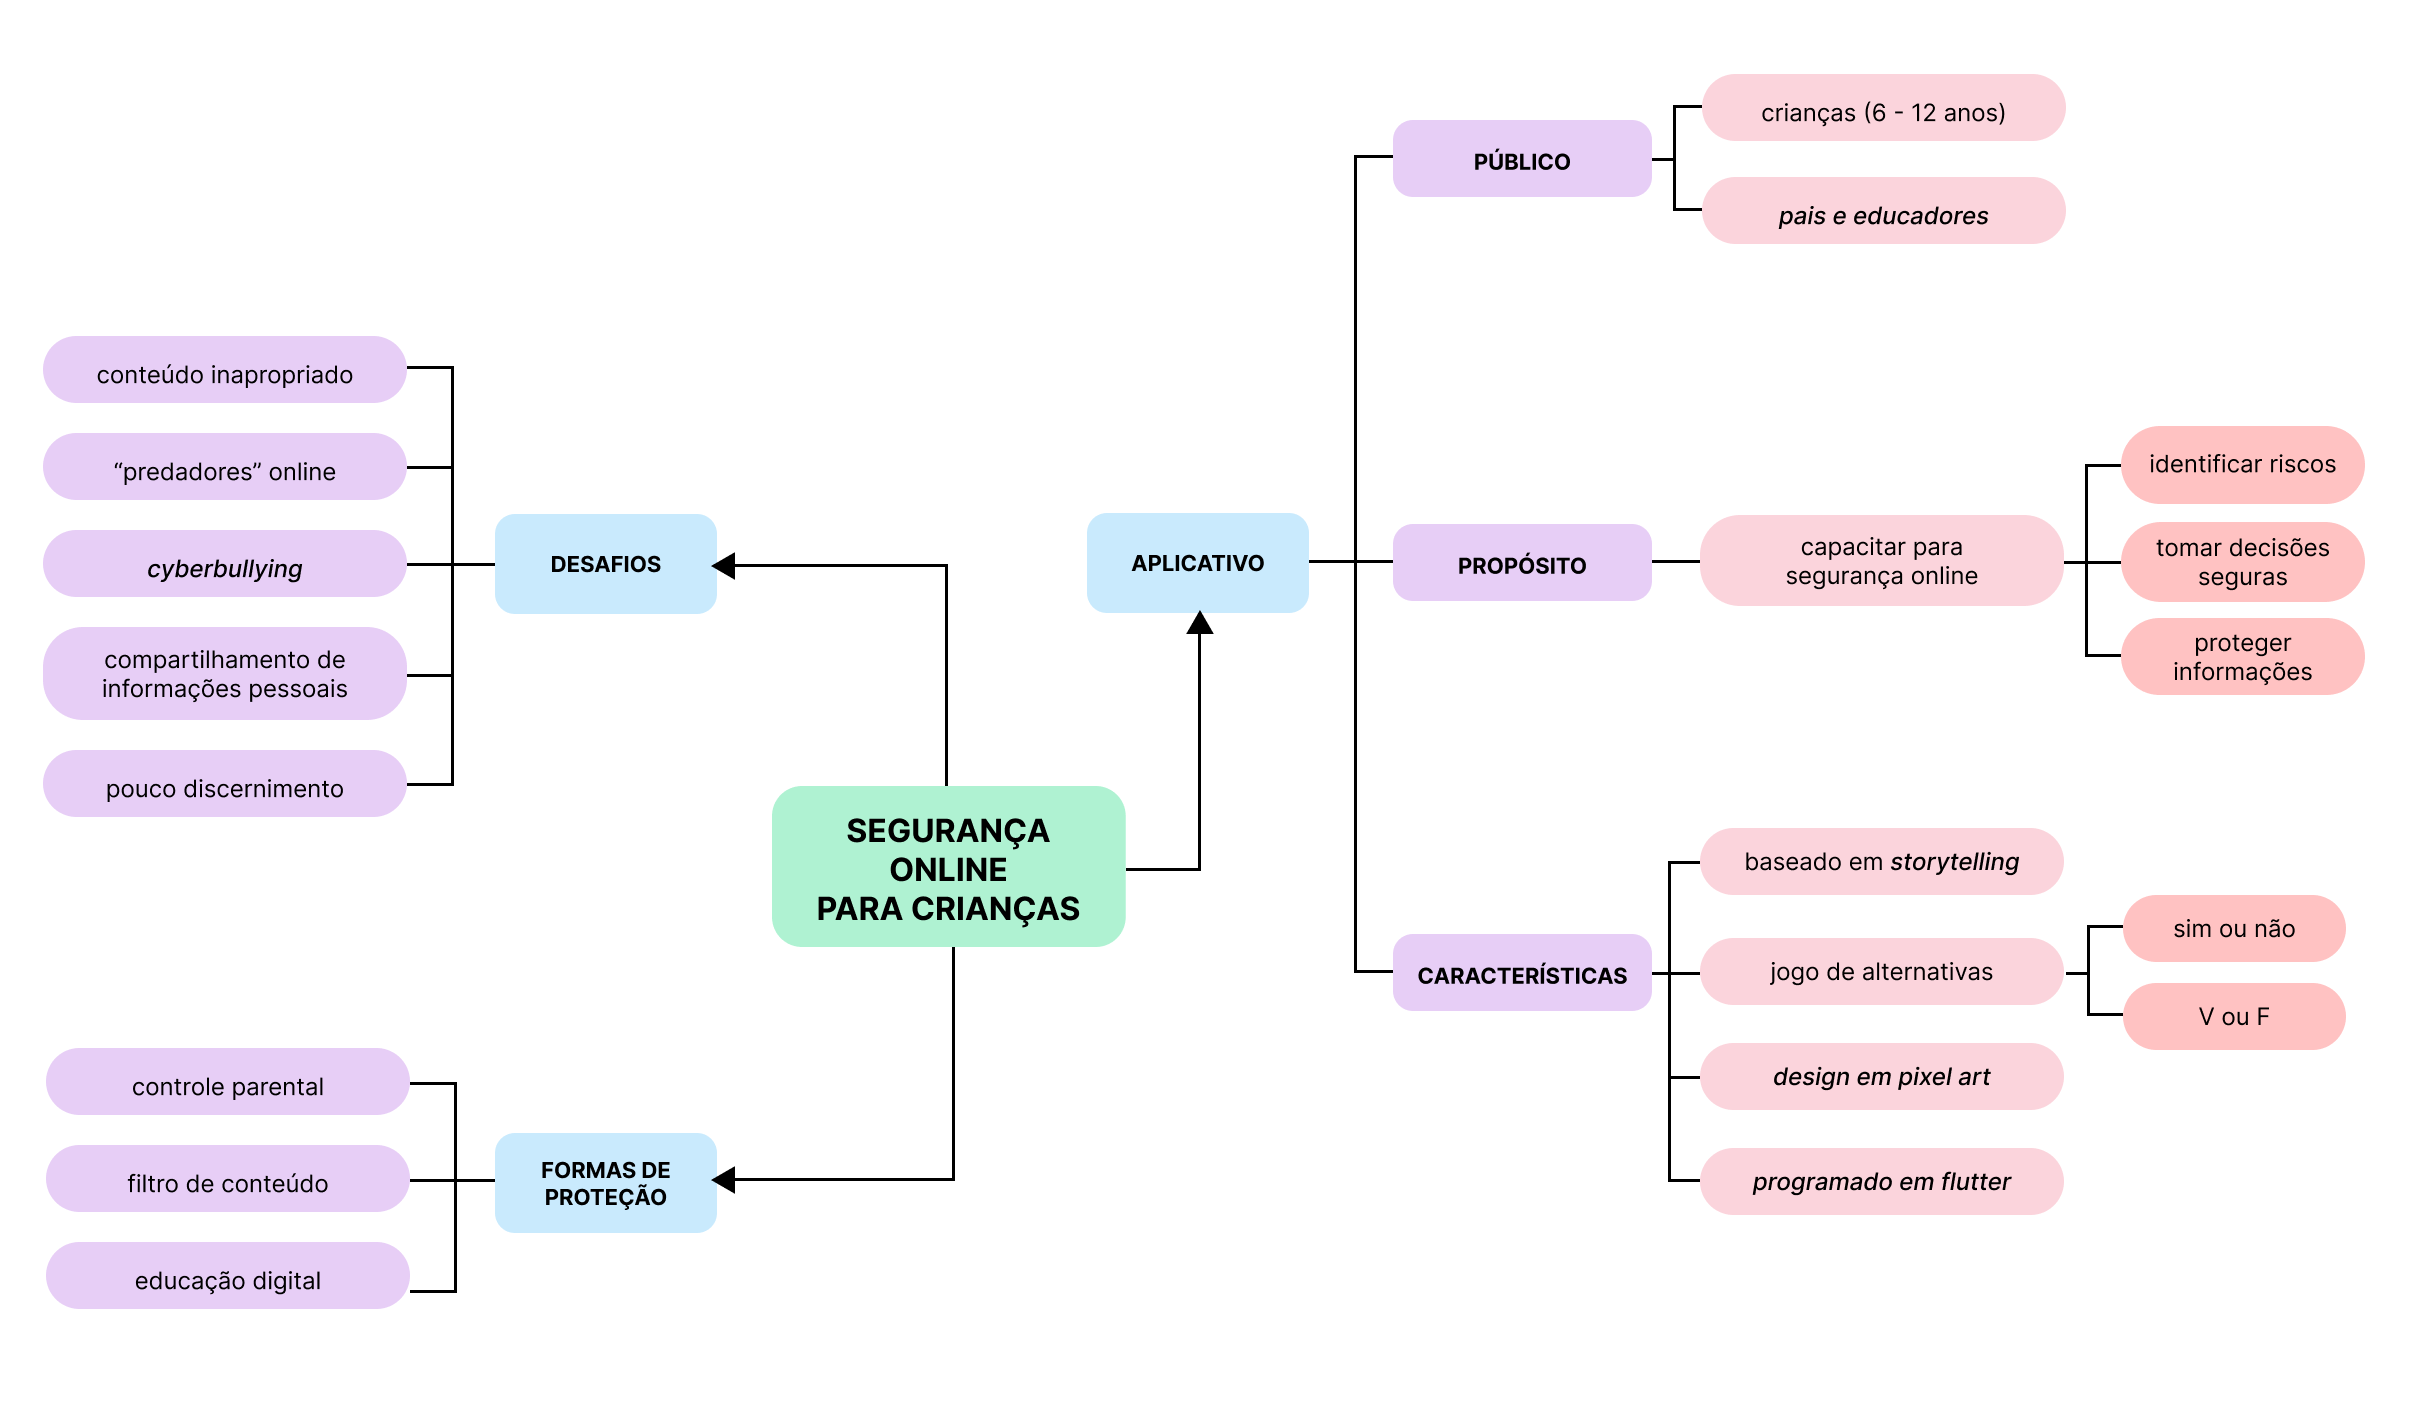 SEGURANÇA
ONLINE
PARA CRIANÇAS
DESAFIOS
conteúdo inapropriado
“predadores” online
cyberbullying
compartilhamento de
informações pessoais
pouco discernimento
FORMAS DE
PROTEÇÃO
controle parental
filtro de conteúdo
educação digital
APLICATIVO
PÚBLICO
crianças (6 - 12 anos)
pais e educadores
PROPÓSITO
capacitar para
segurança online
identificar riscos
tomar decisões
seguras
proteger
informações
CARACTERÍSTICAS
baseado em storytelling
jogo de alternativas
sim ou não
V ou F
design em pixel art
programado em flutter